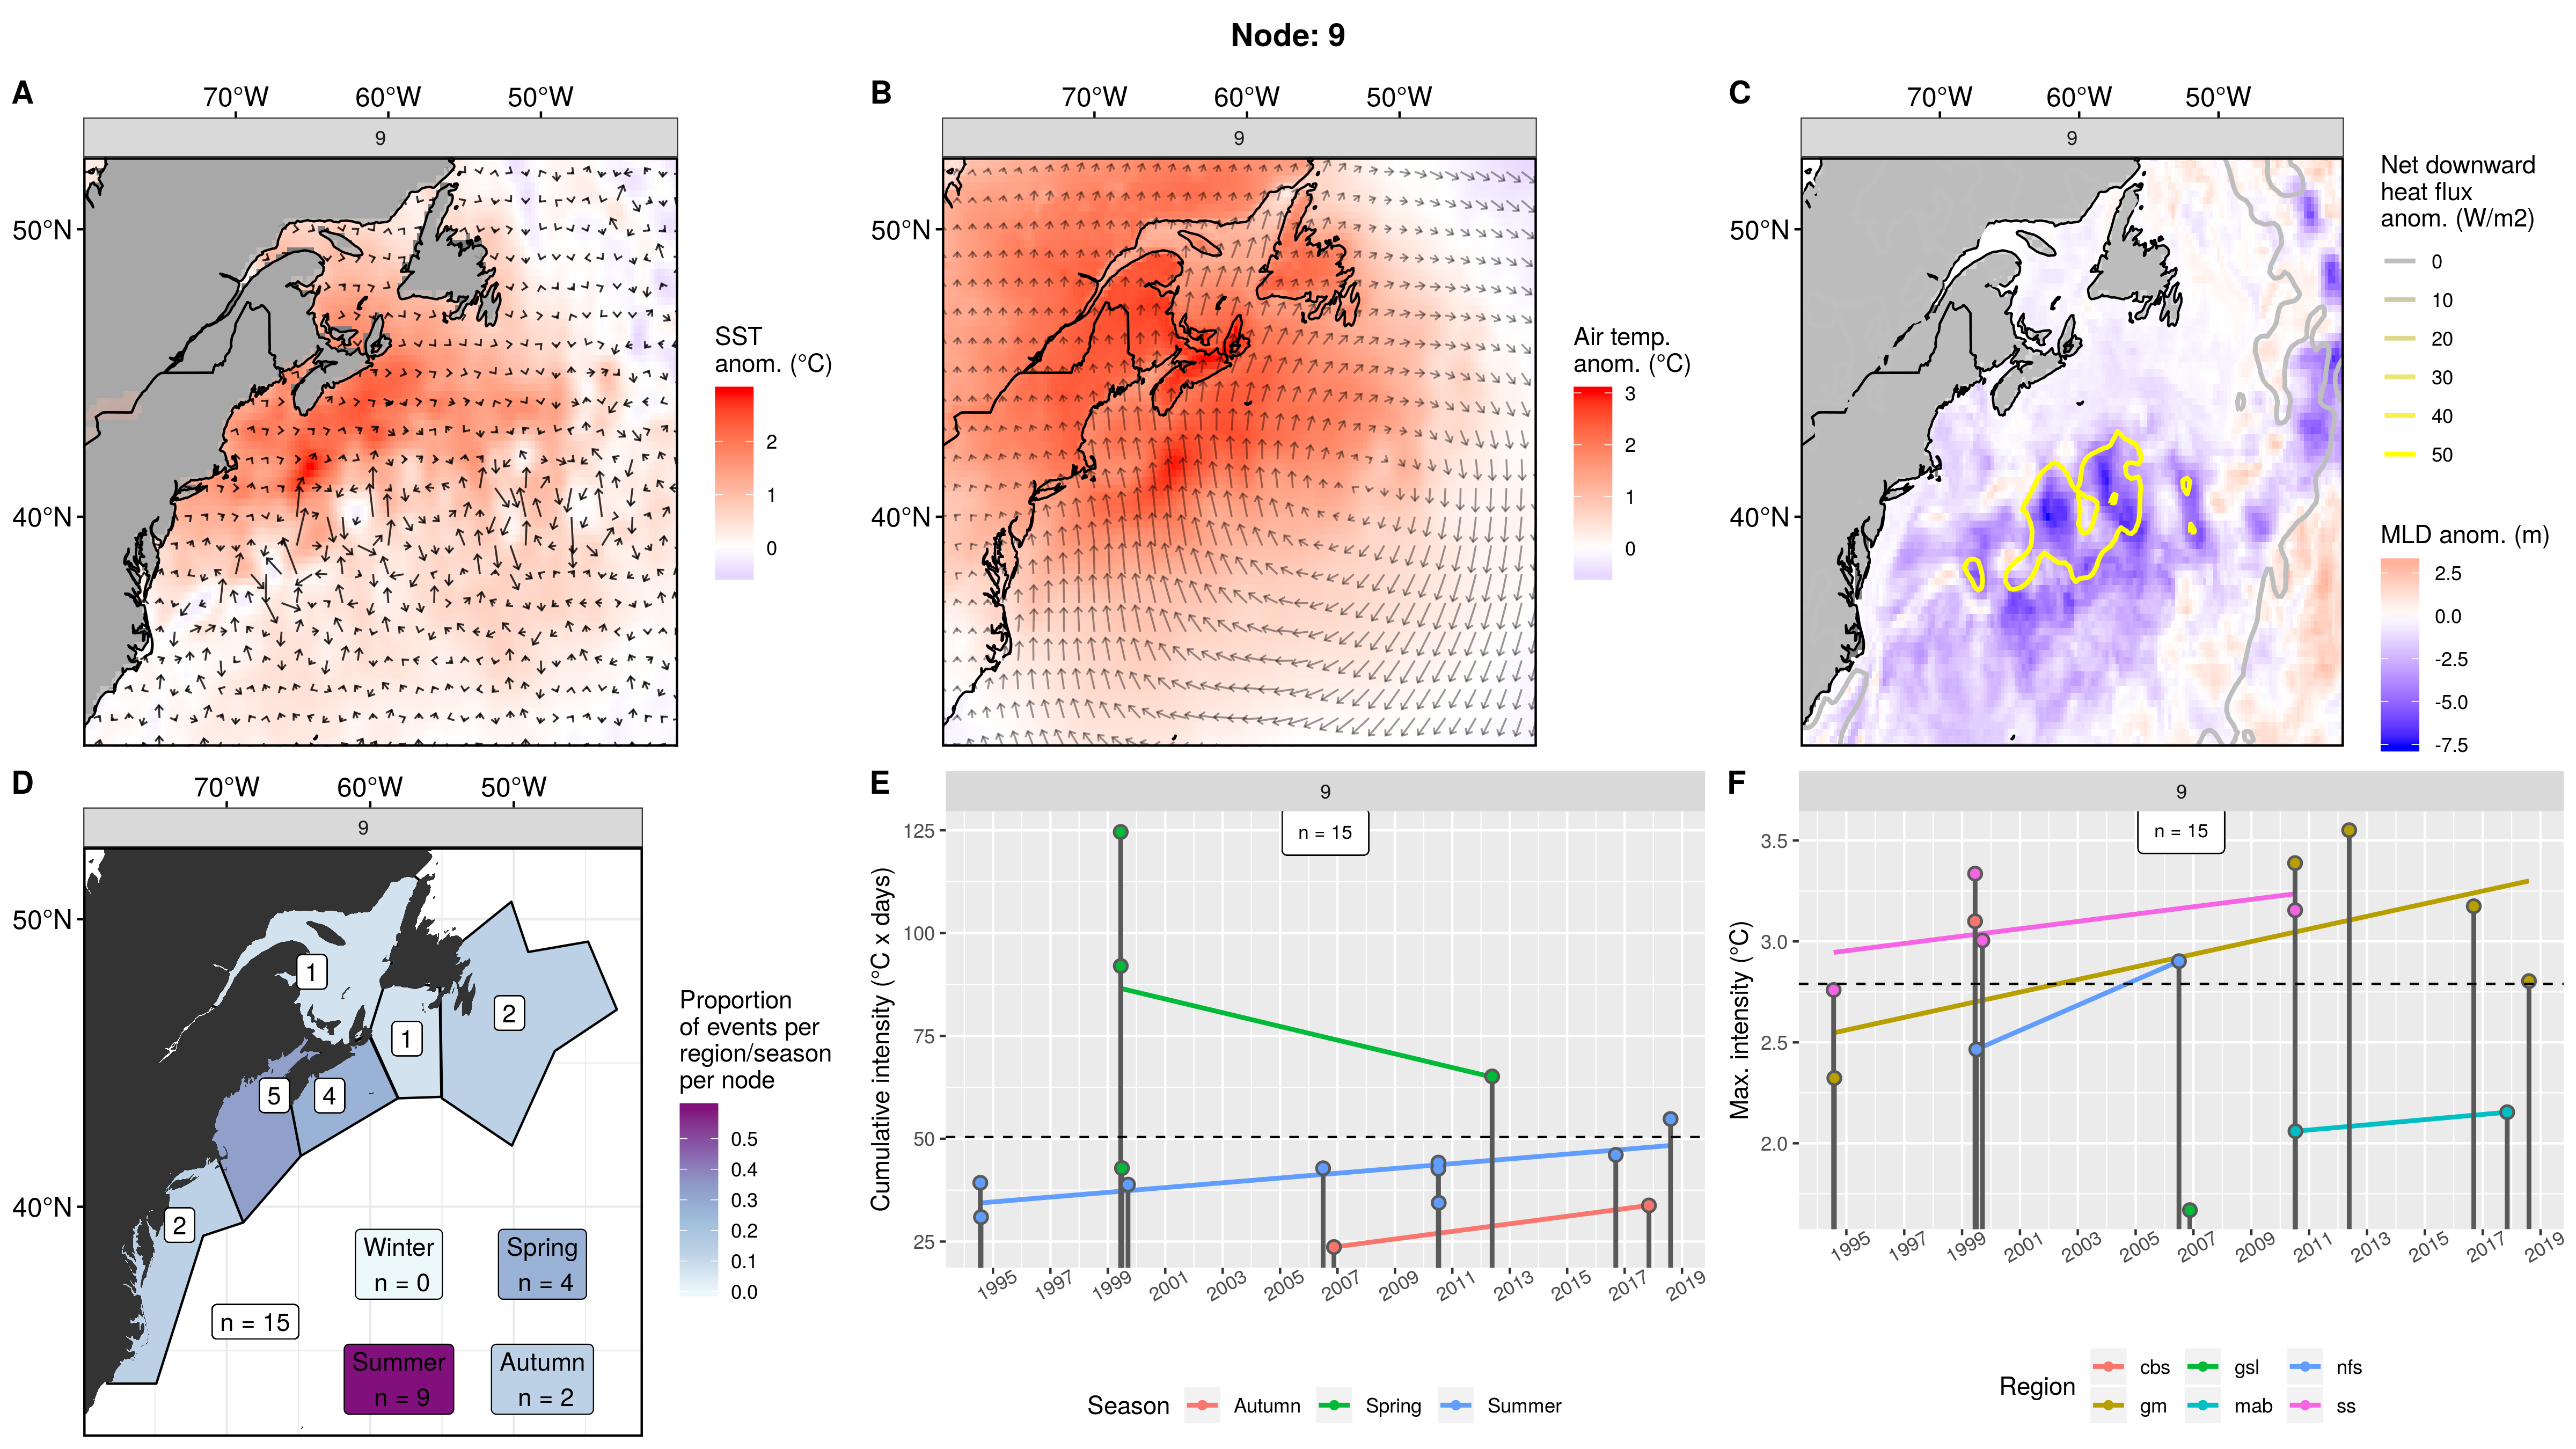 Node: 9
A
70°W 60°W 50°W
9
50°N
40°N
SST
anom. (°C)
2
1
0
B
70°W 60°W 50°W
9
50°N
40°N
Air temp.
anom. (°C)
3
2
1
0
C
70°W 60°W 50°W
9
50°N
40°N
Net downward
heat flux
anom. (W/m2)
0
10
20
30
40
50
MLD anom. (m)
2.5
0.0
-2.5
-5.0
-7.5
D
70°W 60°W 50°W
9
50°N
40°N
1
1
2
5
4
2
n = 15
Winter
n = 0
Spring
n = 4
Summer
n = 9
Autumn
n = 2
Proportion
of events per
region/season
per node
0.5
0.4
0.3
0.2
0.1
0.0
E
9
n = 15
Cumulative intensity (°C x days)
125
100
75
50
25
1995 1997 1999 2001 2003 2005 2007 2009 2011 2013 2015 2017 2019
Season Autumn Spring Summer
F
9
n = 15
Max. intensity (°C)
3.5
3.0
2.5
2.0
1995 1997 1999 2001 2003 2005 2007 2009 2011 2013 2015 2017 2019
Region
cbs gsl nfs
gm mab ss